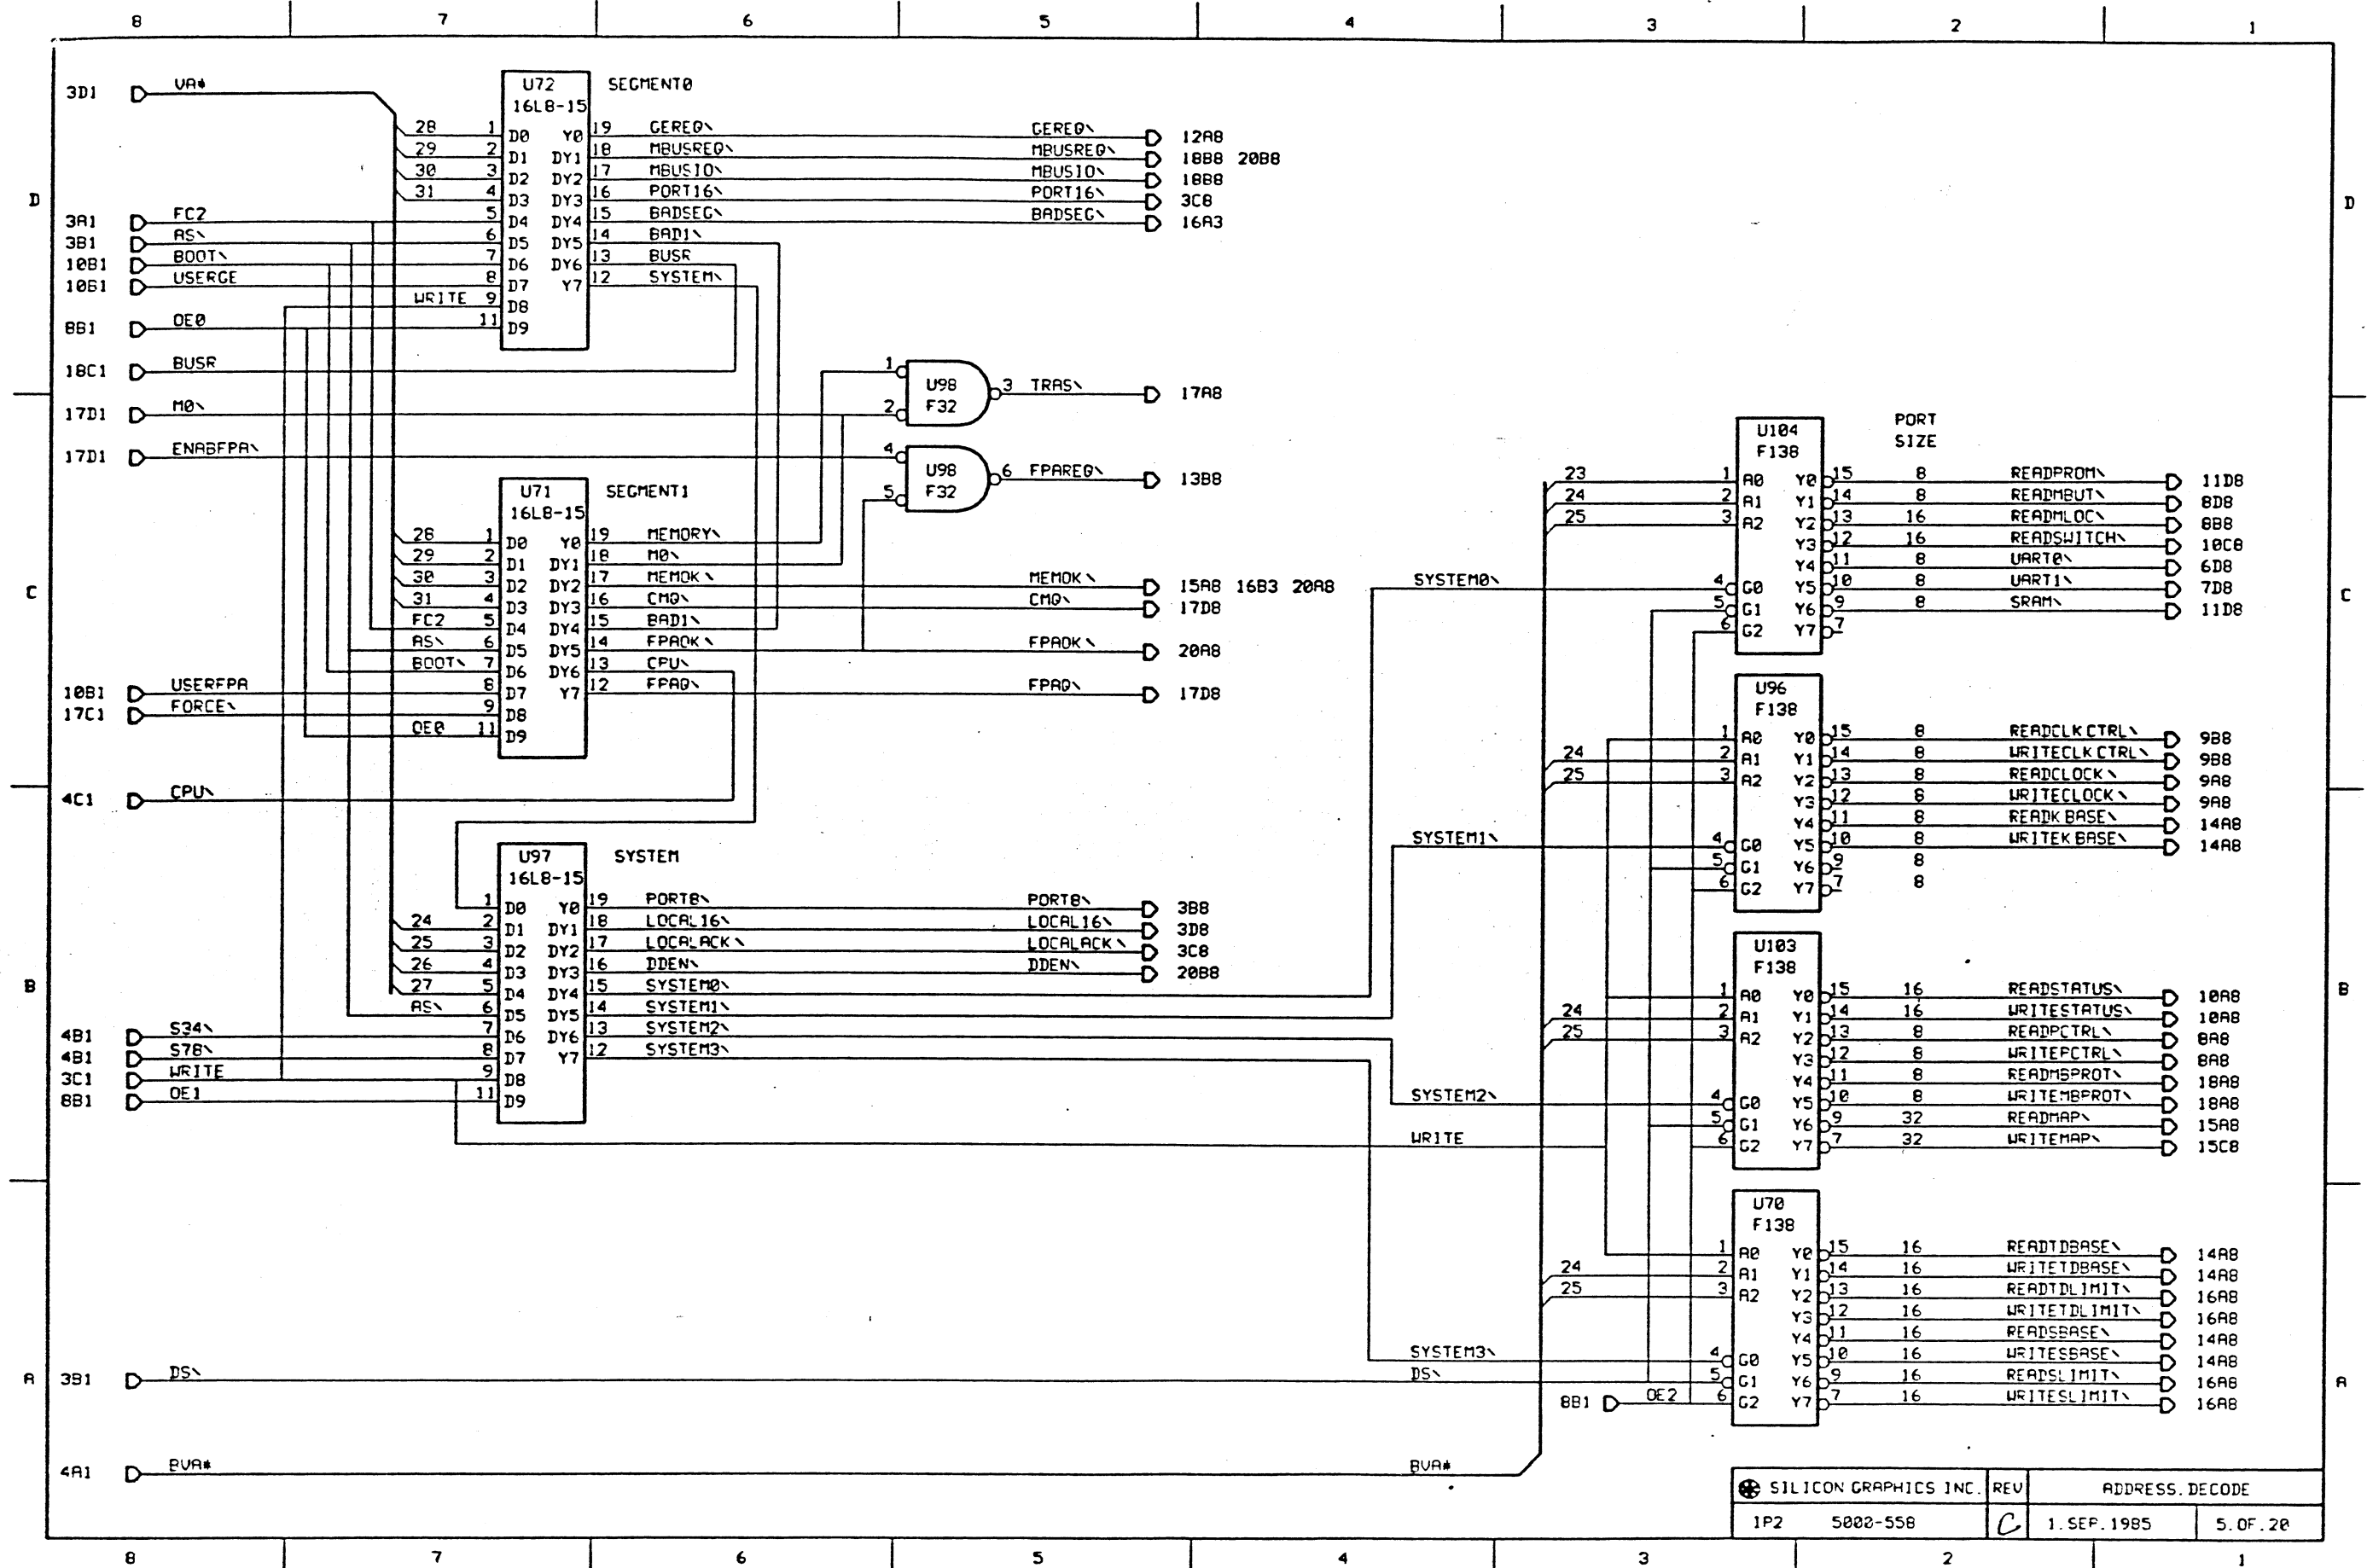 8 7 6 5 4 3 2 1
D
C
B
A
3D1 VA*
3A1 FC2
3B1 AS\
10B1 BOOT\
10B1 USERGE
WRITE
8B1 OE0
18C1 BUSR
17D1 M0\
17D1 ENABFPA\
10B1 USERFPA
17C1 FORCE\
OE0
4C1 CPU\
4B1 S34\
4B1 S78\
3C1 WRITE
8B1 OE1
3B1 DS\
4A1 BVA*
U72 SEGMENT0
16L8-15
28 1 D0 Y0 19 GEREQ\ GEREQ\ 12A8
29 2 D1 DY1 18 MBUSREQ\ MBUSREQ\ 18B8 20B8
30 3 D2 DY2 17 MBUSIO\ MBUSIO\ 18B8
31 4 D3 DY3 16 PORT16\ PORT16\ 3C8
5 D4 DY4 15 BADSEG\ BADSEG\ 16A3
6 D5 DY5 14 BAD1\
7 D6 DY6 13 BUSR
8 D7 Y7 12 SYSTEM\
9 D8
11 D9
1 2 U98 F32 3 TRAS\ 17A8
4 5 U98 F32 6 FPAREQ\ 13B8
U71 SEGMENT1
16L8-15
28 1 D0 Y0 19 MEMORY\
29 2 D1 DY1 18 M0\
30 3 D2 DY2 17 MEMOK\ MEMOK\ 15A8 16B3 20A8
31 4 D3 DY3 16 CMQ\ CMQ\ 17D8
FC2 5 D4 DY4 15 BAD1\
AS\ 6 D5 DY5 14 FPAOK\ FPAOK\ 20A8
BOOT\ 7 D6 DY6 13 CPU\
8 D7 Y7 12 FPAQ\ FPAQ\ 17D8
9 D8
11 D9
U97 SYSTEM
16L8-15
1 D0 Y0 19 PORT8\ PORT8\ 3B8
24 2 D1 DY1 18 LOCAL16\ LOCAL16\ 3D8
25 3 D2 DY2 17 LOCALACK\ LOCALACK\ 3C8
26 4 D3 DY3 16 DDEN\ DDEN\ 20B8
27 5 D4 DY4 15 SYSTEM0\
AS\ 6 D5 DY5 14 SYSTEM1\
7 D6 DY6 13 SYSTEM2\
8 D7 Y7 12 SYSTEM3\
9 D8
11 D9
PORT
SIZE
U104
F138
23 1 A0 Y0 15 8 READPROM\ 11D8
24 2 A1 Y1 14 8 READMBUT\ 8D8
25 3 A2 Y2 13 16 READMLOC\ 8B8
Y3 12 16 READSWITCH\ 10C8
Y4 11 8 UART0\ 6D8
SYSTEM0\ 4 G0 Y5 10 8 UART1\ 7D8
5 G1 Y6 9 8 SRAM\ 11D8
6 G2 Y7 7
U96
F138
1 A0 Y0 15 8 READCLKCTRL\ 9B8
24 2 A1 Y1 14 8 WRITECLKCTRL\ 9B8
25 3 A2 Y2 13 8 READCLOCK\ 9A8
Y3 12 8 WRITECLOCK\ 9A8
Y4 11 8 READKBASE\ 14A8
SYSTEM1\ 4 G0 Y5 10 8 WRITEKBASE\ 14A8
5 G1 Y6 9 8
6 G2 Y7 7 8
U103
F138
1 A0 Y0 15 16 READSTATUS\ 10A8
24 2 A1 Y1 14 16 WRITESTATUS\ 10A8
25 3 A2 Y2 13 8 READPCTRL\ 8A8
Y3 12 8 WRITEPCTRL\ 8A8
Y4 11 8 READMBPROT\ 18A8
SYSTEM2\ 4 G0 Y5 10 8 WRITEMBPROT\ 18A8
5 G1 Y6 9 32 READMAP\ 15A8
WRITE 6 G2 Y7 7 32 WRITEMAP\ 15C8
U70
F138
1 A0 Y0 15 16 READTDBASE\ 14A8
24 2 A1 Y1 14 16 WRITETDBASE\ 14A8
25 3 A2 Y2 13 16 READTDLIMIT\ 16A8
Y3 12 16 WRITETDLIMIT\ 16A8
Y4 11 16 READSBASE\ 14A8
SYSTEM3\ 4 G0 Y5 10 16 WRITESBASE\ 14A8
DS\ 5 G1 Y6 9 16 READSLIMIT\ 16A8
8B1 OE2 6 G2 Y7 7 16 WRITESLIMIT\ 16A8
BVA*
SILICON GRAPHICS INC. REV ADDRESS.DECODE
IP2 5002-558 C 1.SEP.1985 5.OF.20
D
C
B
A
8 7 6 5 4 3 2 1